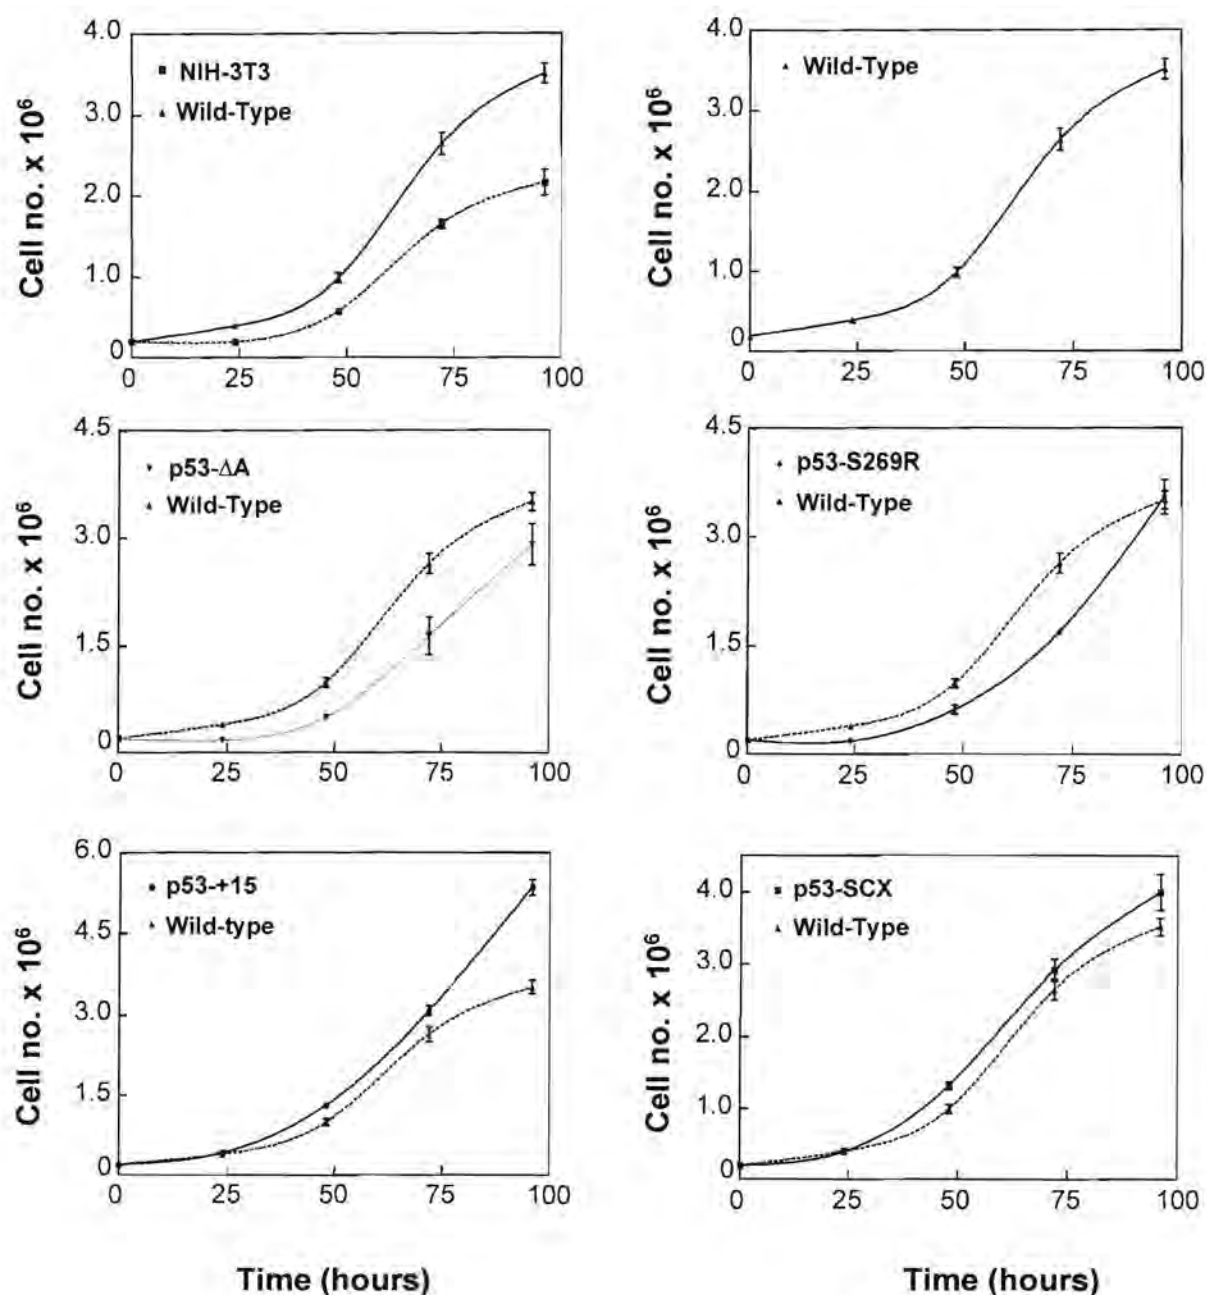 4.0
NIH-3T3
Wild-Type
3.0
2.0
1.0
0
0 25 50 75 100
Cell no. x 10⁶
4.0
Wild-Type
3.0
2.0
1.0
0
0 25 50 75 100
Cell no. x 10⁶
4.5
p53-ΔA
Wild-Type
3.0
1.5
0
0 25 50 75 100
Cell no. x 10⁶
4.5
p53-S269R
Wild-Type
3.0
1.5
0
0 25 50 75 100
Cell no. x 10⁶
6.0
p53-+15
Wild-type
4.5
3.0
1.5
0
0 25 50 75 100
Cell no. x 10⁶
Time (hours)
p53-SCX
4.0
Wild-Type
3.0
2.0
1.0
0
0 25 50 75 100
Cell no. x 10⁶
Time (hours)